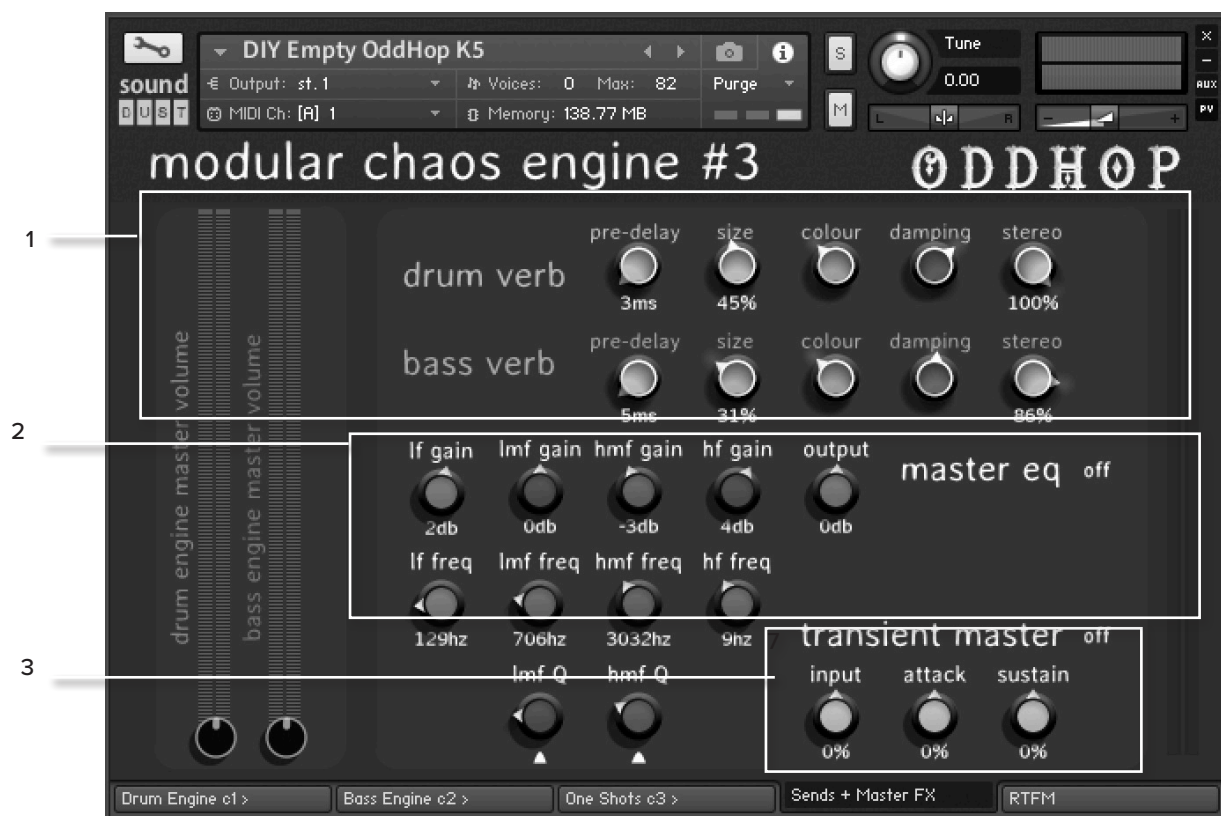 DIY Empty OddHop K5
S
Tune
0.00
X
–
AUX
PV
sound
DUST
Output: st.1
Voices: 0 Max: 82
Purge
MIDI Ch: [A] 1
Memory: 138.77 MB
M
L R
- +
modular chaos engine #3
ODDHOP
1
drum engine master volume
bass engine master volume
pre-delay size colour damping stereo
drum verb
3ms 45% 100%
pre-delay size colour damping stereo
bass verb
5ms 31% 86%
2
lf gain lmf gain hmf gain hf gain output
master eq off
2db 0db -3db 4db 0db
lf freq lmf freq hmf freq hf freq
129hz 706hz 3032hz 9hz 7
transient master off
3
lmf Q hmf Q
input attack sustain
0% 0% 0%
Drum Engine c1 >
Bass Engine c2 >
One Shots c3 >
Sends + Master FX
RTFM